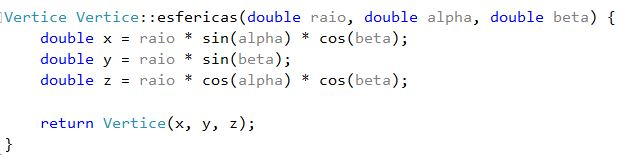 Vertice Vertice::esfericas(double raio, double alpha, double beta) {
    double x = raio * sin(alpha) * cos(beta);
    double y = raio * sin(beta);
    double z = raio * cos(alpha) * cos(beta);

    return Vertice(x, y, z);
}